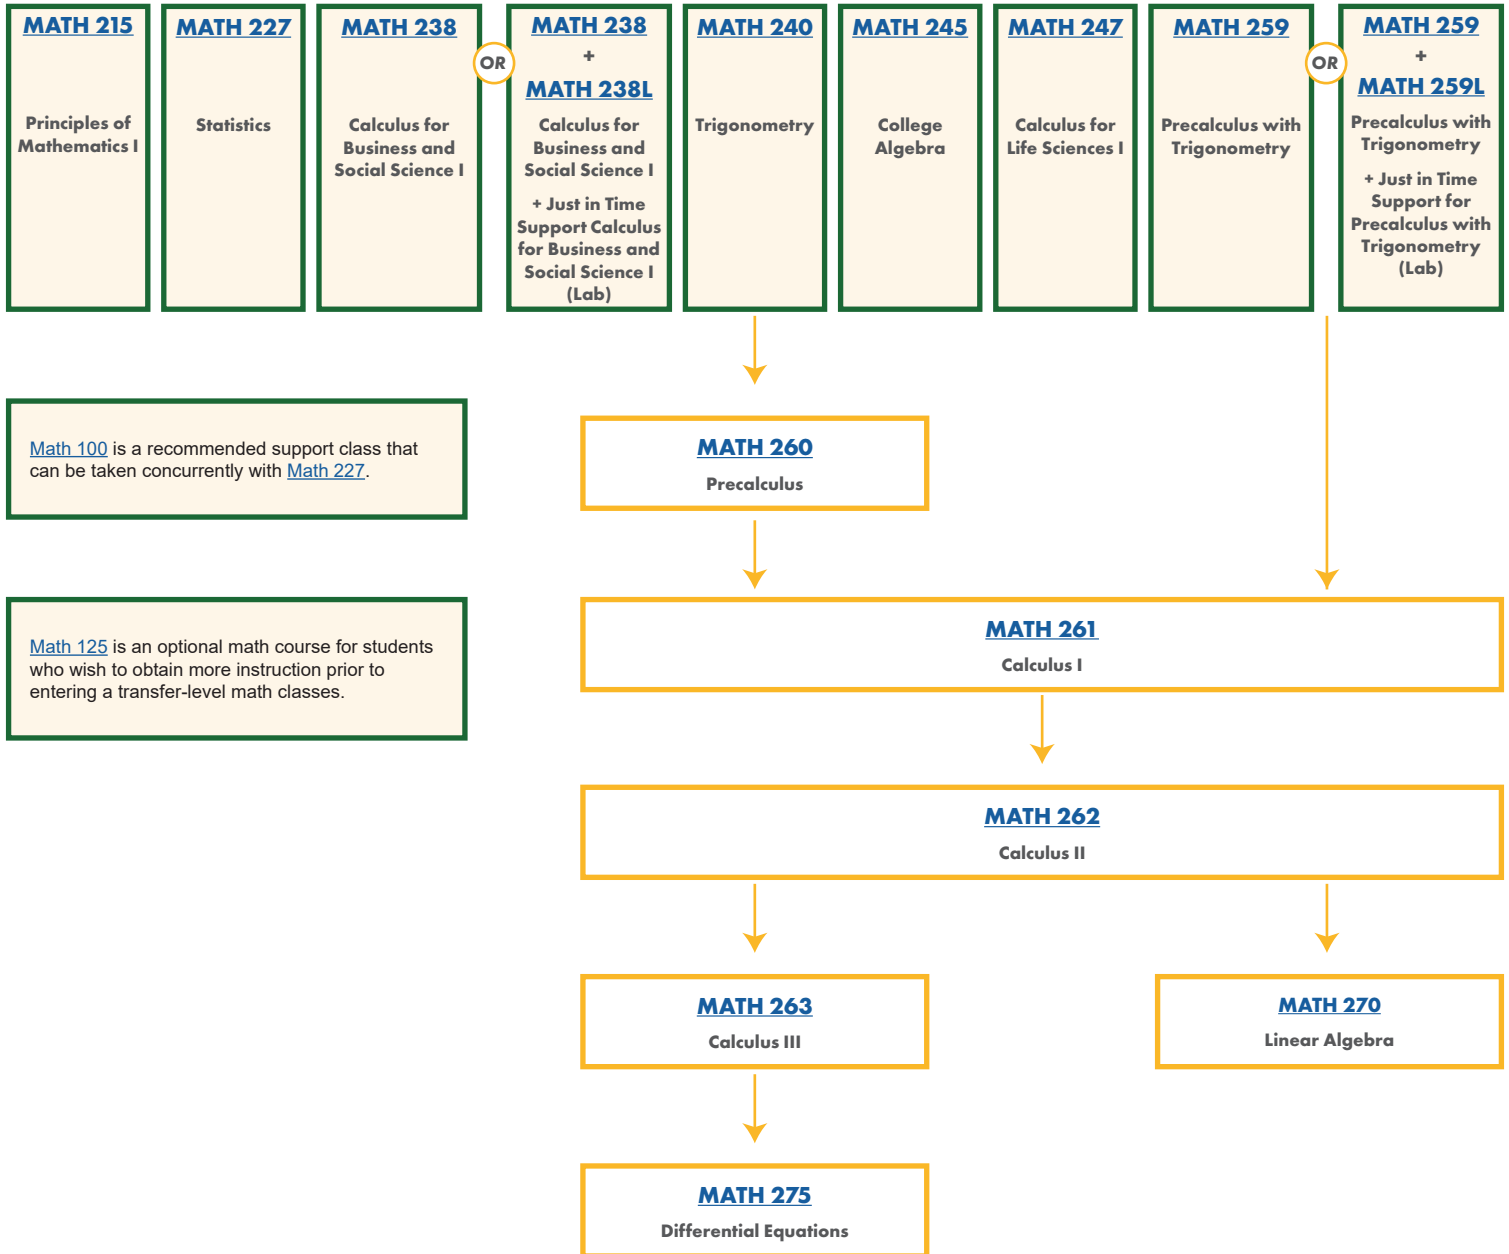 MATH 215
Principles of
Mathematics I
MATH 227
Statistics
MATH 238
Calculus for
Business and
Social Science I
OR
MATH 238
+
MATH 238L
Calculus for
Business and
Social Science I
+ Just in Time
Support Calculus
for Business and
Social Science I
(Lab)
MATH 240
Trigonometry
MATH 245
College
Algebra
MATH 247
Calculus for
Life Sciences I
MATH 259
Precalculus with
Trigonometry
OR
MATH 259
+
MATH 259L
Precalculus with
Trigonometry
+ Just in Time
Support for
Precalculus with
Trigonometry
(Lab)
Math 100 is a recommended support class that
can be taken concurrently with Math 227.
MATH 260
Precalculus
Math 125 is an optional math course for students
who wish to obtain more instruction prior to
entering a transfer-level math classes.
MATH 261
Calculus I
MATH 262
Calculus II
MATH 263
Calculus III
MATH 270
Linear Algebra
MATH 275
Differential Equations